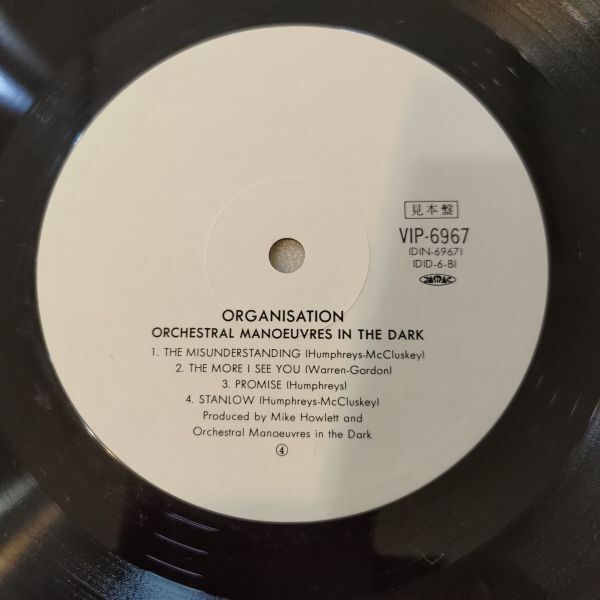 見本盤
VIP-6967
(DIN-6967)
(DID-6-B)
JASRAC
ORGANISATION
ORCHESTRAL MANOEUVRES IN THE DARK
1. THE MISUNDERSTANDING (Humphreys-McCluskey)
2. THE MORE I SEE YOU (Warren-Gordon)
3. PROMISE (Humphreys)
4. STANLOW (Humphreys-McCluskey)
Produced by Mike Howlett and
Orchestral Manoeuvres in the Dark
④